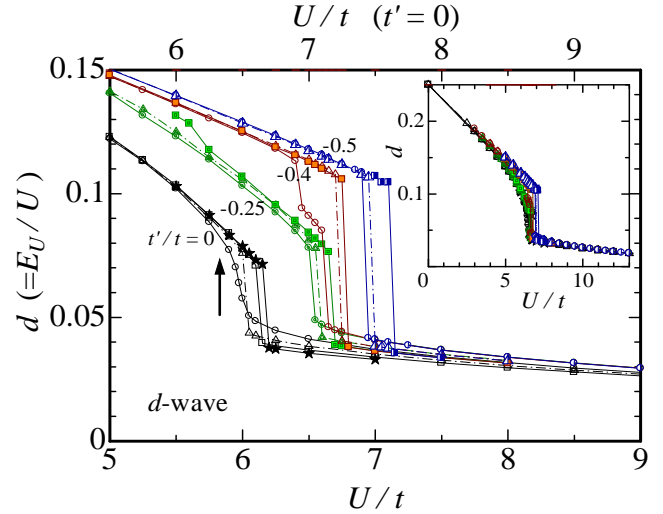 U/t (t' = 0)
6 7 8 9
0.15
0.10
0.05
0
d (=E_U/U)
-0.5
-0.4
-0.25
t'/t = 0
d-wave
5 6 7 8 9
U/t
0.2
0.1
d
0 5 10
U/t